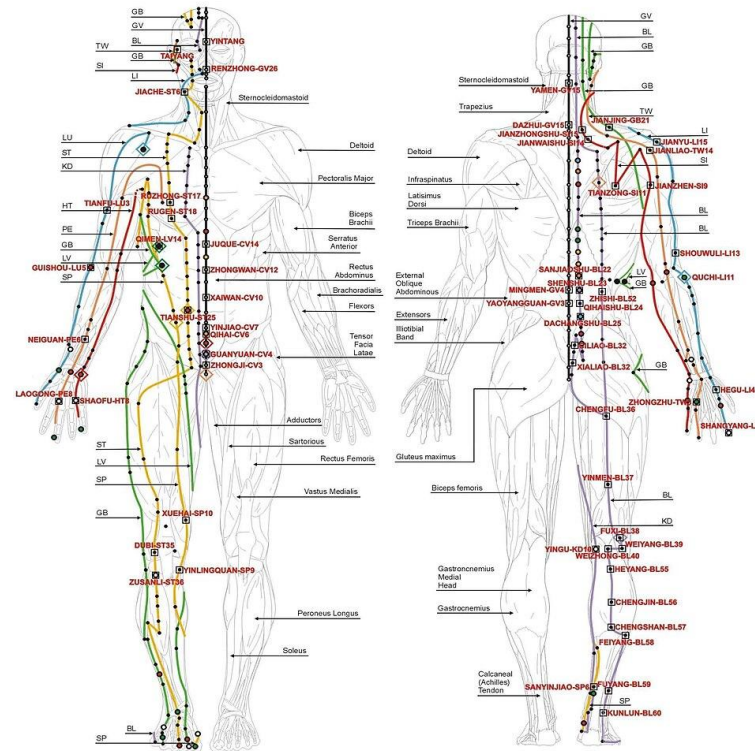 GB
GV
BL
YINTANG
TW
TAIYANG
GB
RENZHONG-GV26
SI
LI
JIACHE-ST6
Sternocleidomastoid
LU
ST
KD
Deltoid
Pectoralis Major
RUZHONG-ST17
TIANFU-LU3
HT
RUGEN-ST18
Biceps
Brachii
PE
QIMEN-LV14
JUQUE-CV14
Serratus
Anterior
GB
LV
GUISHOU-LU5
ZHONGWAN-CV12
Rectus
Abdominus
SP
Brachoradialis
XAIWAN-CV10
Flexors
TIANSHU-ST25
YINJIAO-CV7
QIHAI-CV6
NEIGUAN-PE6
Tensor
Facia
Latae
GUANYUAN-CV4
ZHONGJI-CV3
LAOGONG-PE8
SHAOFU-HT8
Adductors
ST
Sartorious
LV
Rectus Femoris
SP
Vastus Medialis
GB
XUEHAI-SP10
DUBI-ST35
YINLINGQUAN-SP9
ZUSANLI-ST36
Peroneus Longus
Soleus
BL
SP
GV
BL
GB
Sternocleidomastoid
YAMEN-GV15
GB
Trapezius
TW
DAZHUI-GV15
JIANJING-GB21
JIANZHONGSHU-SI15
LI
JIANWAISHU-SI14
JIANYU-LI15
JIANLIAO-TW14
Deltoid
SI
Infraspinatus
JIANZHEN-SI9
TIANZONG-SI11
Latisimus
Dorsi
BL
Triceps Brachii
BL
SHOUWULI-LI13
SANJIAOSHU-BL22
LV
QUCHI-LI11
External
Oblique
Abdominous
SHENSHU-BL23
GB
MINGMEN-GV4
ZHISHI-BL52
YAOYANGGUAN-GV3
QIHAISHU-BL24
Extensors
DACHANGSHU-BL25
Illiotibial
Band
CILIAO-BL32
XIALIAO-BL32
GB
HEGU-LI4
CHENGFU-BL36
SHANGYANG-L
Gluteus maximus
YINMEN-BL37
Biceps femoris
BL
KD
FUXI-BL38
WEIYANG-BL39
YINGU-KD10
WEIZHONG-BL40
Gastroncnemius
Medial
Head
HEYANG-BL55
CHENGJIN-BL56
Gastrocnemius
CHENGSHAN-BL57
FEIYANG-BL58
Calcaneal
(Achilles)
Tendon
SANYINJIAO-SP6
FUYANG-BL59
SP
KUNLUN-BL60